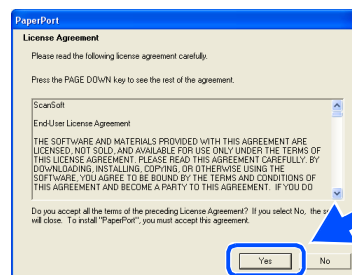 PaperPort
License Agreement
Please read the following license agreement carefully.
Press the PAGE DOWN key to see the rest of the agreement.
ScanSoft
End-User License Agreement
THE SOFTWARE AND MATERIALS PROVIDED WITH THIS AGREEMENT ARE
LICENSED, NOT SOLD, AND AVAILABLE FOR USE ONLY UNDER THE TERMS OF
THIS LICENSE AGREEMENT. PLEASE READ THIS AGREEMENT CAREFULLY. BY
DOWNLOADING, INSTALLING, COPYING, OR OTHERWISE USING THE
SOFTWARE, YOU AGREE TO BE BOUND BY THE TERMS AND CONDITIONS OF
THIS AGREEMENT AND BECOME A PARTY TO THIS AGREEMENT. IF YOU DO
Do you accept all the terms of the preceding License Agreement? If you select No, the
will close. To install "PaperPort", you must accept this agreement.
Yes
No